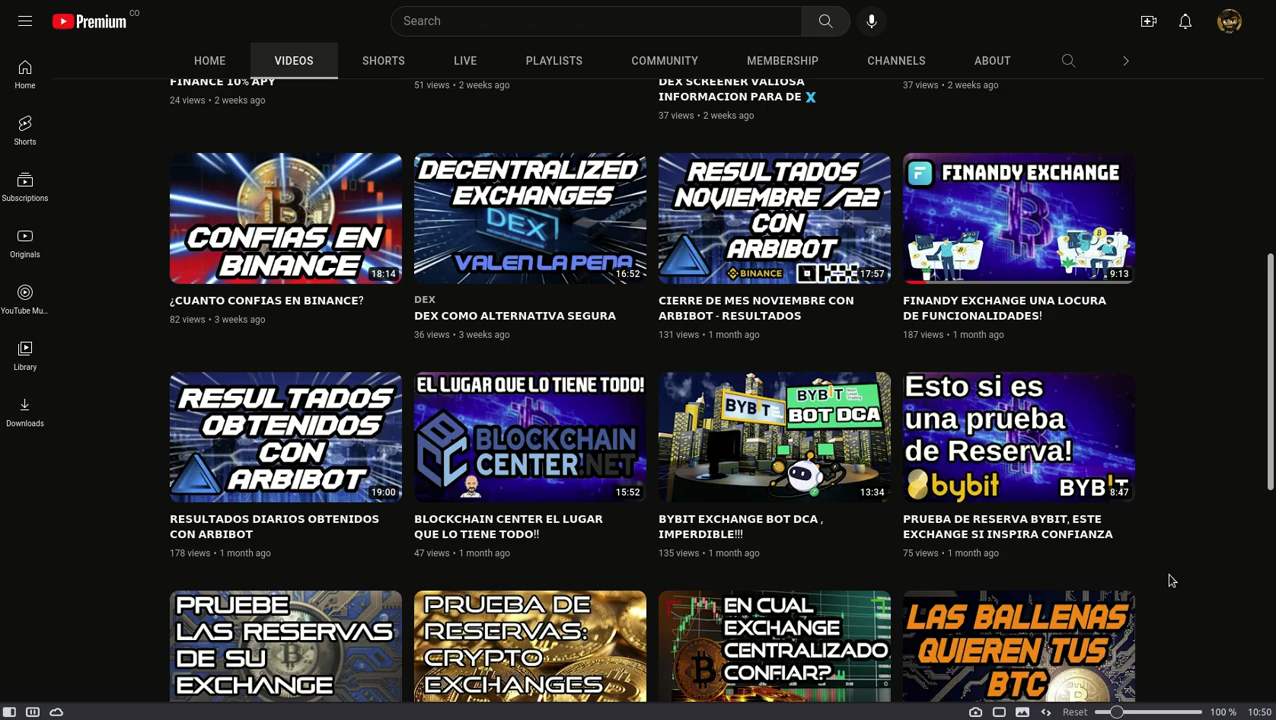 Premium CO
Search
HOME
VIDEOS
SHORTS
LIVE
PLAYLISTS
COMMUNITY
MEMBERSHIP
CHANNELS
ABOUT
Home
Shorts
Subscriptions
Originals
YouTube Mu...
Library
Downloads
FINANCE 10% APY
24 views • 2 weeks ago
51 views • 2 weeks ago
DEX SCREENER VALIOSA
INFORMACION PARA DE X
37 views • 2 weeks ago
37 views • 2 weeks ago
CONFIAS EN
BINANCE
18:14
¿CUANTO CONFIAS EN BINANCE?
82 views • 3 weeks ago
DECENTRALIZED
EXCHANGES
DEX
VALEN LA PENA
16:52
DEX
DEX COMO ALTERNATIVA SEGURA
36 views • 3 weeks ago
RESULTADOS
NOVIEMBRE /22
CON
ARBIBOT
BINANCE
17:57
CIERRE DE MES NOVIEMBRE CON
ARBIBOT - RESULTADOS
131 views • 1 month ago
FINANDY EXCHANGE
9:13
FINANDY EXCHANGE UNA LOCURA
DE FUNCIONALIDADES!
187 views • 1 month ago
RESULTADOS
OBTENIDOS
CON
ARBIBOT
19:00
RESULTADOS DIARIOS OBTENIDOS
CON ARBIBOT
178 views • 1 month ago
EL LUGAR QUE LO TIENE TODO!
BLOCKCHAIN
CENTER.NET
15:52
BLOCKCHAIN CENTER EL LUGAR
QUE LO TIENE TODO!!
47 views • 1 month ago
BYBIT
BYBIT
BOT DCA
13:34
BYBIT EXCHANGE BOT DCA ,
IMPERDIBLE!!!
135 views • 1 month ago
Esto si es
una prueba
de Reserva!
bybit
BYBIT
8:47
PRUEBA DE RESERVA BYBIT, ESTE
EXCHANGE SI INSPIRA CONFIANZA
75 views • 1 month ago
PRUEBE
LAS RESERVAS
DE SU
EXCHANGE
PRUEBA DE
RESERVAS:
CRYPTO
EXCHANGES
EN CUAL
EXCHANGE
CENTRALIZADO
CONFIAR?
LAS BALLENAS
QUIEREN TUS
BTC
Reset
100 %
10:50